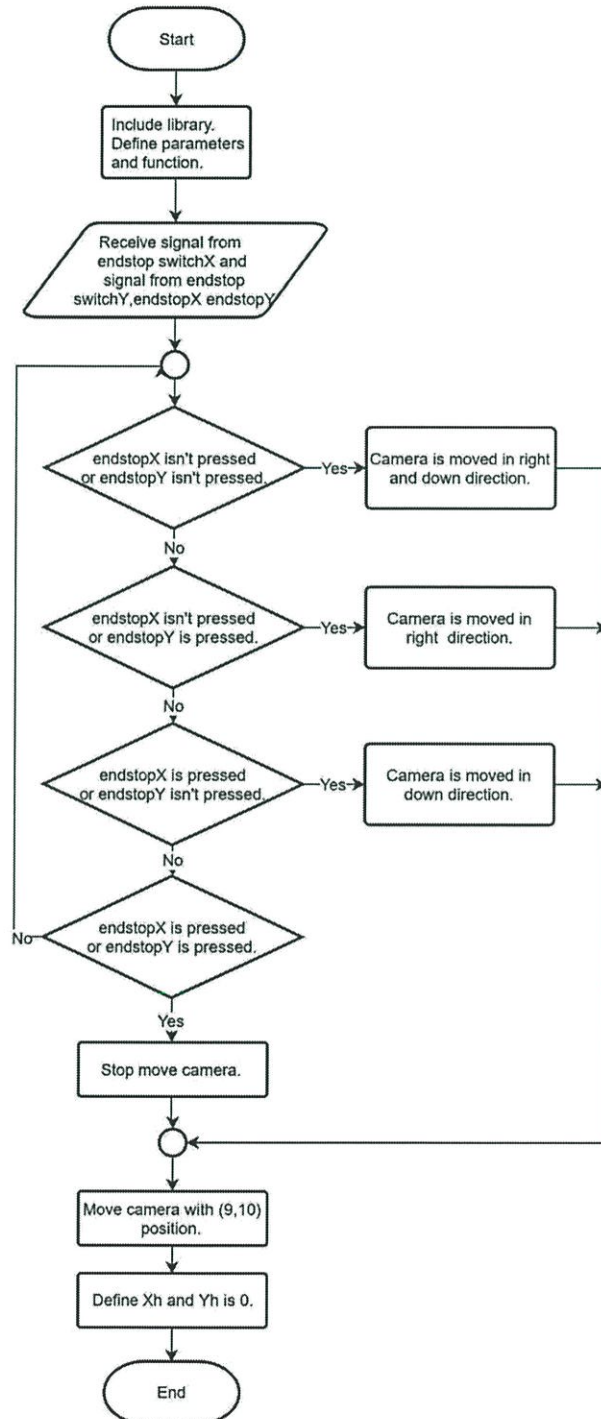 Start
Include library.
Define parameters
and function.
Receive signal from
endstop switchX and
signal from endstop
switchY,endstopX endstopY
endstopX isn't pressed
or endstopY isn't pressed.
Yes
Camera is moved in right
and down direction.
No
endstopX isn't pressed
or endstopY is pressed.
Yes
Camera is moved in
right direction.
No
endstopX is pressed
or endstopY isn't pressed.
Yes
Camera is moved in
down direction.
No
endstopX is pressed
or endstopY is pressed.
No
Yes
Stop move camera.
Move camera with (9,10)
position.
Define Xh and Yh is 0.
End